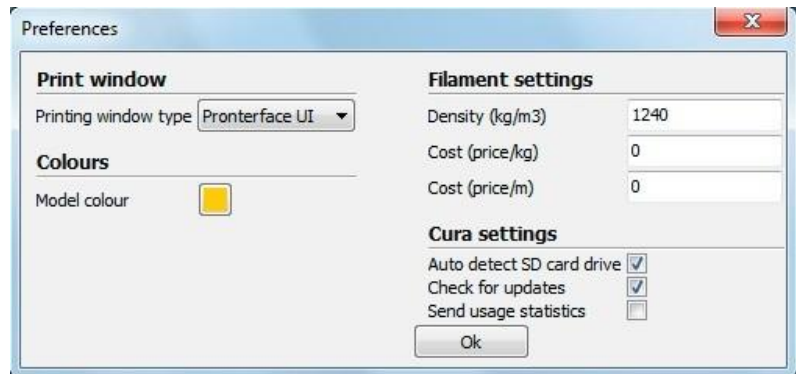 Preferences
Print window
Printing window type Pronterface UI
Colours
Model colour
Filament settings
Density (kg/m3) 1240
Cost (price/kg) 0
Cost (price/m) 0
Cura settings
Auto detect SD card drive
Check for updates
Send usage statistics
Ok